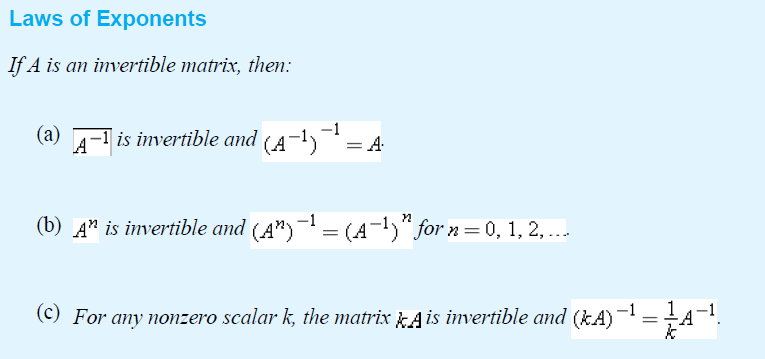 Laws of Exponents
If A is an invertible matrix, then:
(a) A⁻¹ is invertible and (A⁻¹)⁻¹ = A.
(b) Aⁿ is invertible and (Aⁿ)⁻¹ = (A⁻¹)ⁿ for n = 0, 1, 2, ….
(c) For any nonzero scalar k, the matrix kA is invertible and (kA)⁻¹ = 1/k A⁻¹.